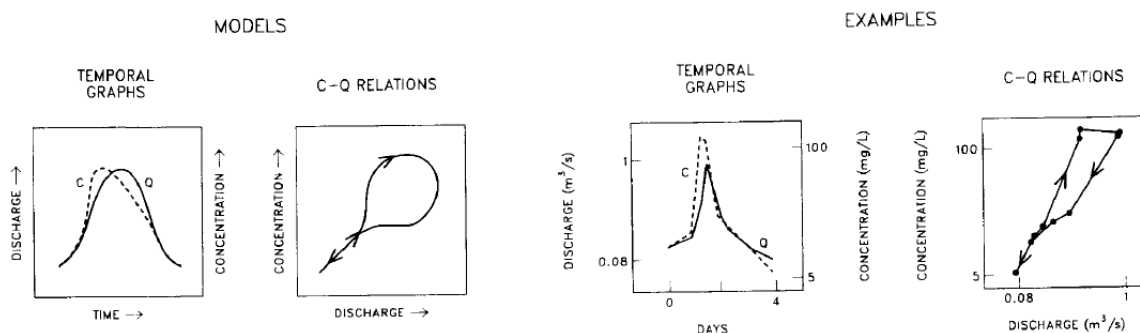 MODELS
TEMPORAL
GRAPHS
C-Q RELATIONS
DISCHARGE →
C
Q
TIME →
CONCENTRATION →
CONCENTRATION →
DISCHARGE →
EXAMPLES
TEMPORAL
GRAPHS
C-Q RELATIONS
DISCHARGE (m³/s)
1
0.08
C
Q
0
4
DAYS
100
5
CONCENTRATION (mg/L)
CONCENTRATION (mg/L)
100
5
0.08
1
DISCHARGE (m³/s)